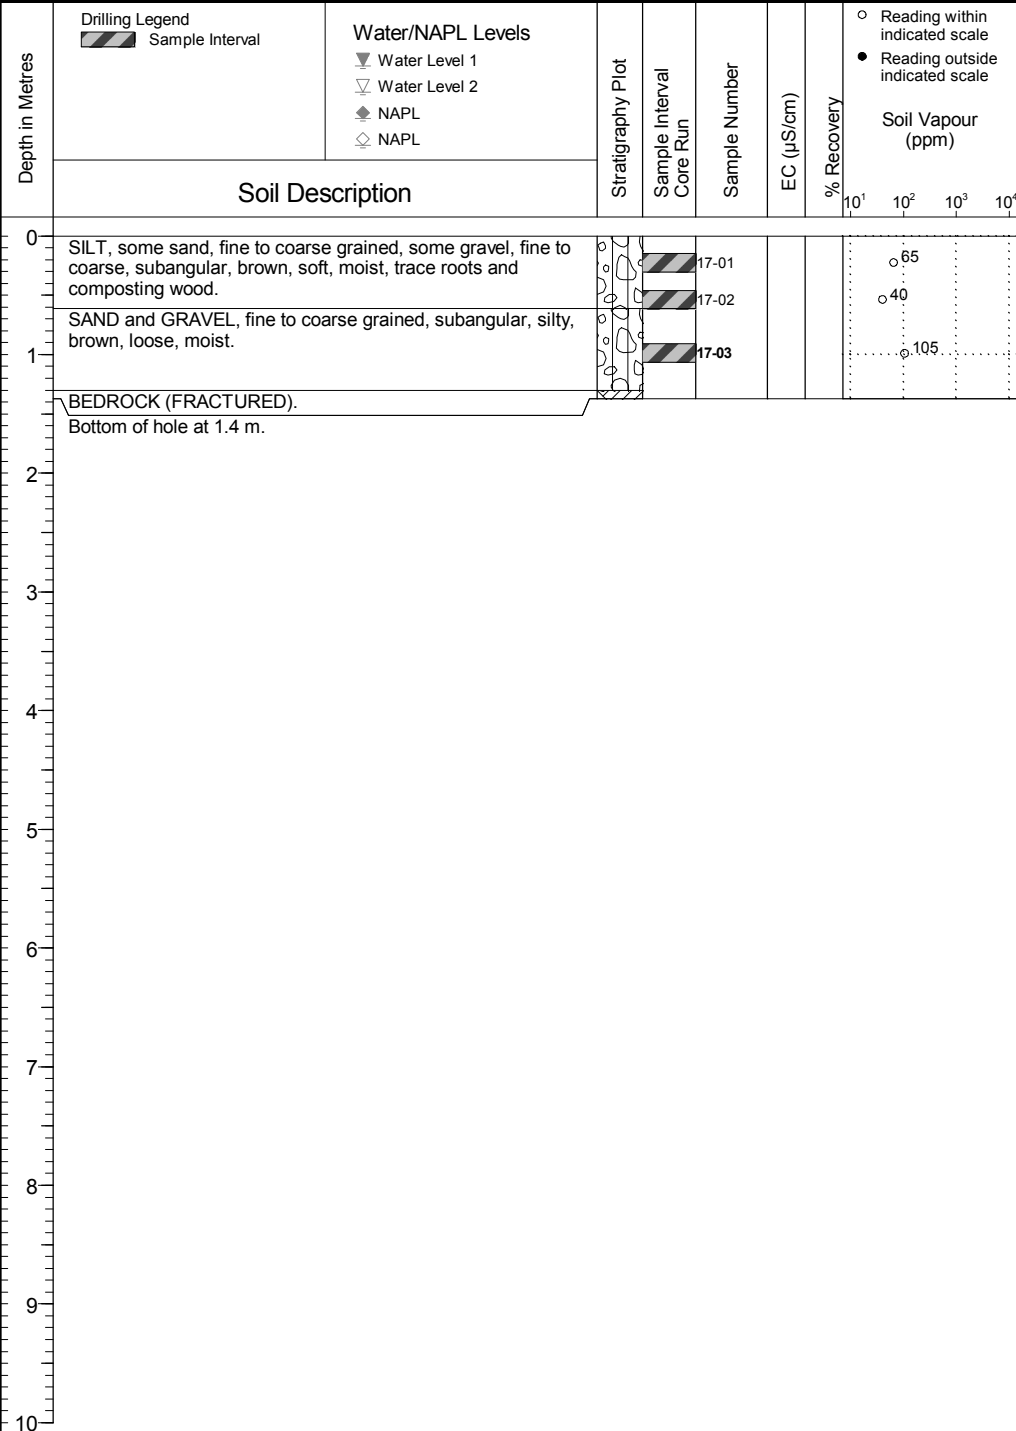 Depth in Metres
Drilling Legend
Sample Interval
Water/NAPL Levels
Water Level 1
Water Level 2
NAPL
NAPL
Soil Description
Stratigraphy Plot
Sample Interval
Core Run
Sample Number
EC (µS/cm)
% Recovery
Reading within
indicated scale
Reading outside
indicated scale
Soil Vapour
(ppm)
10¹ 10² 10³ 10⁴
0
SILT, some sand, fine to coarse grained, some gravel, fine to
coarse, subangular, brown, soft, moist, trace roots and
composting wood.
17-01
65
17-02
40
SAND and GRAVEL, fine to coarse grained, subangular, silty,
brown, loose, moist.
1
17-03
105
BEDROCK (FRACTURED).
Bottom of hole at 1.4 m.
2
3
4
5
6
7
8
9
10